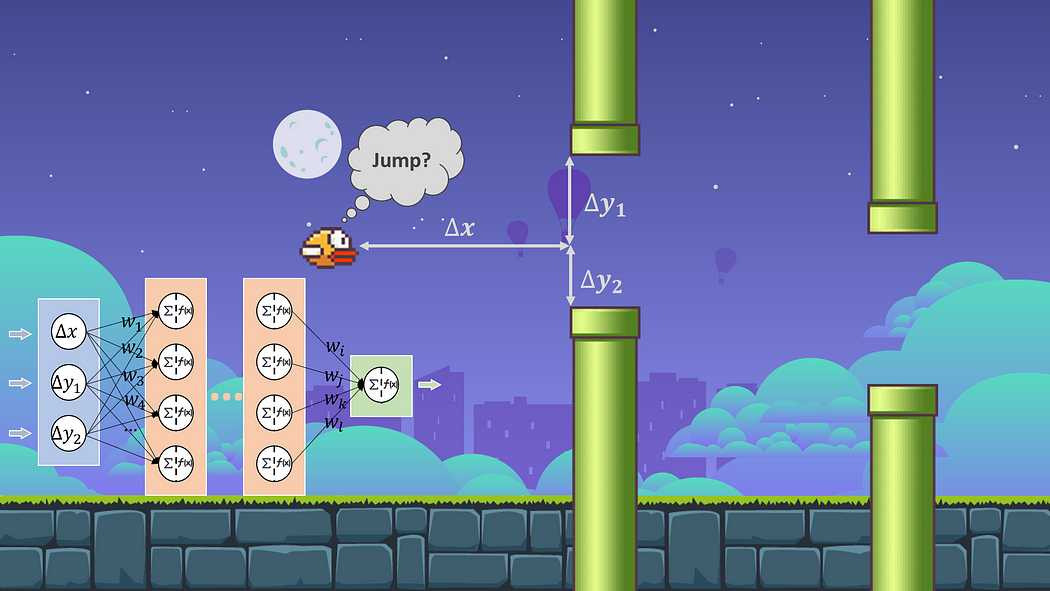 Jump?
Δx
Δy₁
Δy₂
Δx
Δy₁
Δy₂
w₁
w₂
w₃
w₄
...
Σ f(x)
Σ f(x)
Σ f(x)
Σ f(x)
...
Σ f(x)
Σ f(x)
Σ f(x)
Σ f(x)
wᵢ
wⱼ
wₖ
wₗ
Σ f(x)